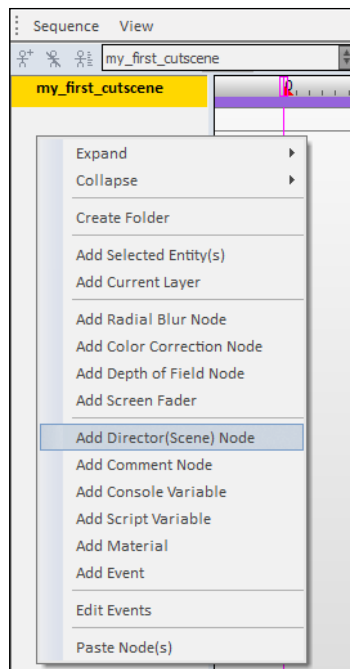 Sequence View
my_first_cutscene
my_first_cutscene
0
Expand
Collapse
Create Folder
Add Selected Entity(s)
Add Current Layer
Add Radial Blur Node
Add Color Correction Node
Add Depth of Field Node
Add Screen Fader
Add Director(Scene) Node
Add Comment Node
Add Console Variable
Add Script Variable
Add Material
Add Event
Edit Events
Paste Node(s)